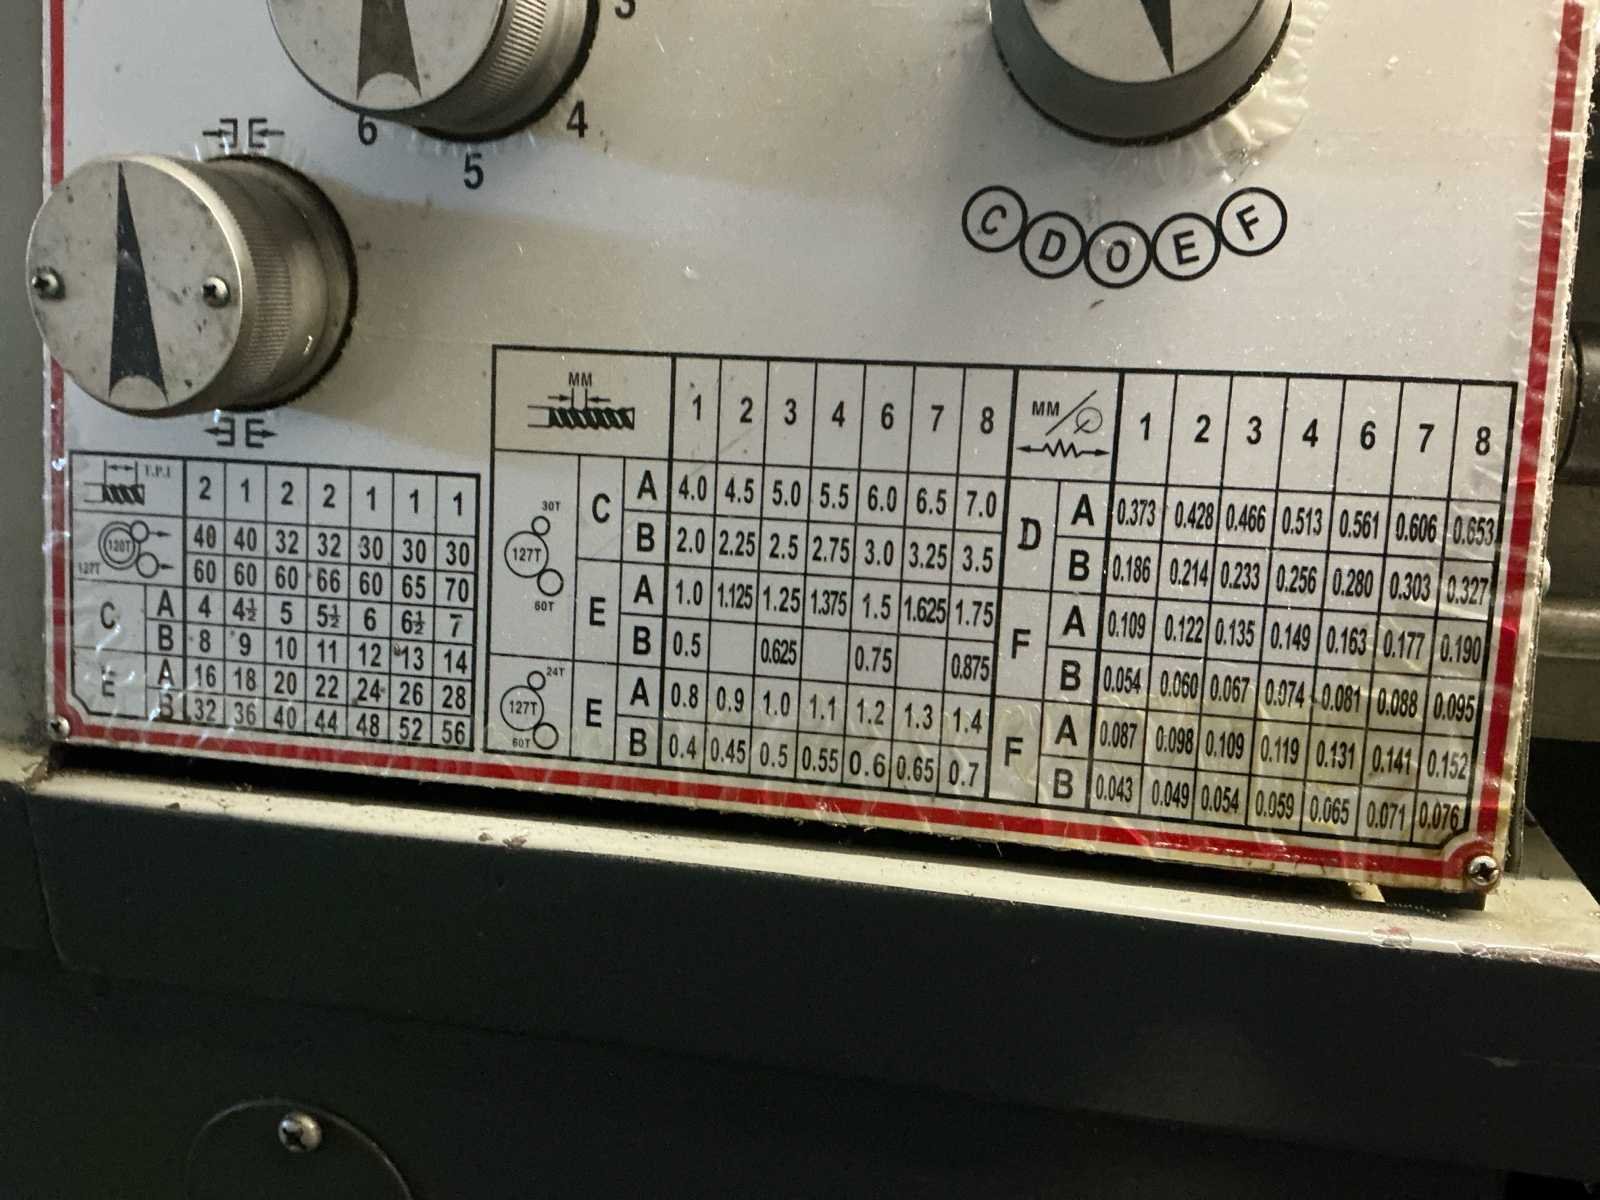 3
4
5
6
C D O E F
T.P.I 2 1 2 2 1 1 1
120T 127T
40 40 32 32 30 30 30
60 60 60 66 60 65 70
C A 4 4½ 5 5½ 6 6½ 7
B 8 9 10 11 12 13 14
E A 16 18 20 22 24 26 28
B 32 36 40 44 48 52 56
MM 1 2 3 4 6 7 8
30T 127T 60T
C A 4.0 4.5 5.0 5.5 6.0 6.5 7.0
B 2.0 2.25 2.5 2.75 3.0 3.25 3.5
E A 1.0 1.125 1.25 1.375 1.5 1.625 1.75
B 0.5 0.625 0.75 0.875
24T 127T 60T
E A 0.8 0.9 1.0 1.1 1.2 1.3 1.4
B 0.4 0.45 0.5 0.55 0.6 0.65 0.7
MM 1 2 3 4 6 7 8
D A 0.373 0.428 0.466 0.513 0.561 0.606 0.653
B 0.186 0.214 0.233 0.256 0.280 0.303 0.327
F A 0.109 0.122 0.135 0.149 0.163 0.177 0.190
B 0.054 0.060 0.067 0.074 0.081 0.088 0.095
F A 0.087 0.098 0.109 0.119 0.131 0.141 0.152
B 0.043 0.049 0.054 0.059 0.065 0.071 0.076